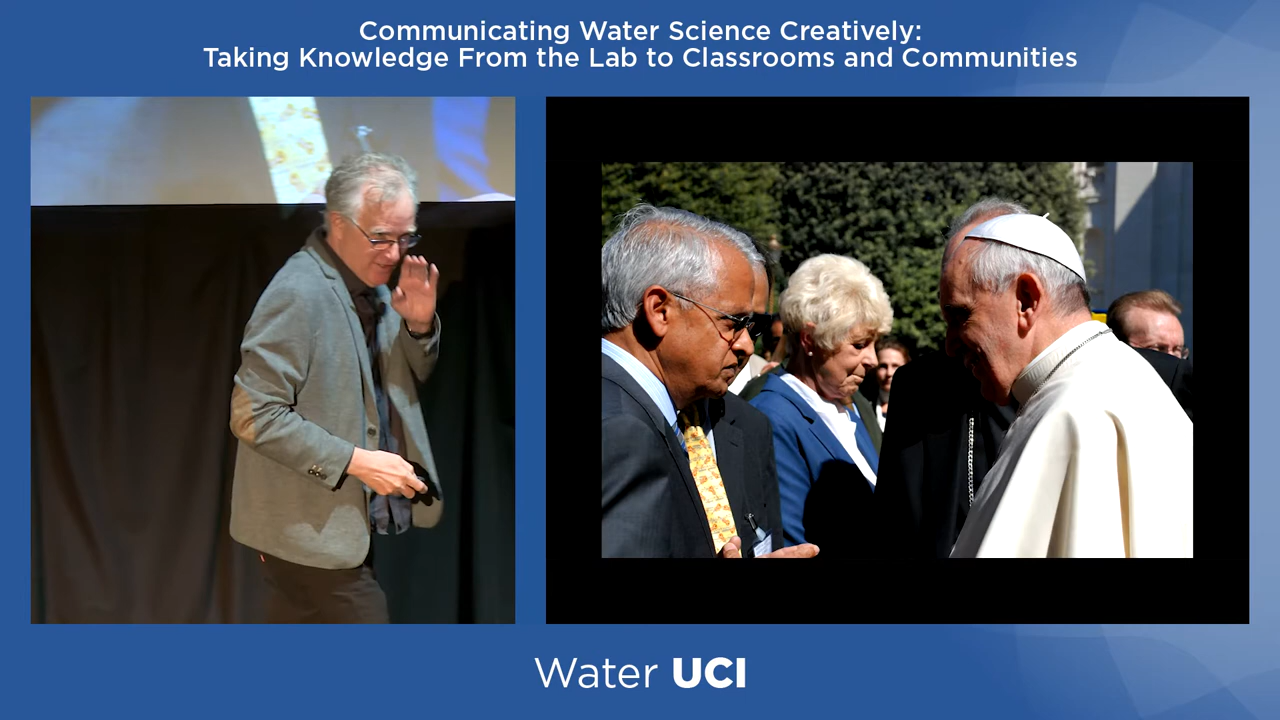 Communicating Water Science Creatively:
Taking Knowledge From the Lab to Classrooms and Communities
Water UCI